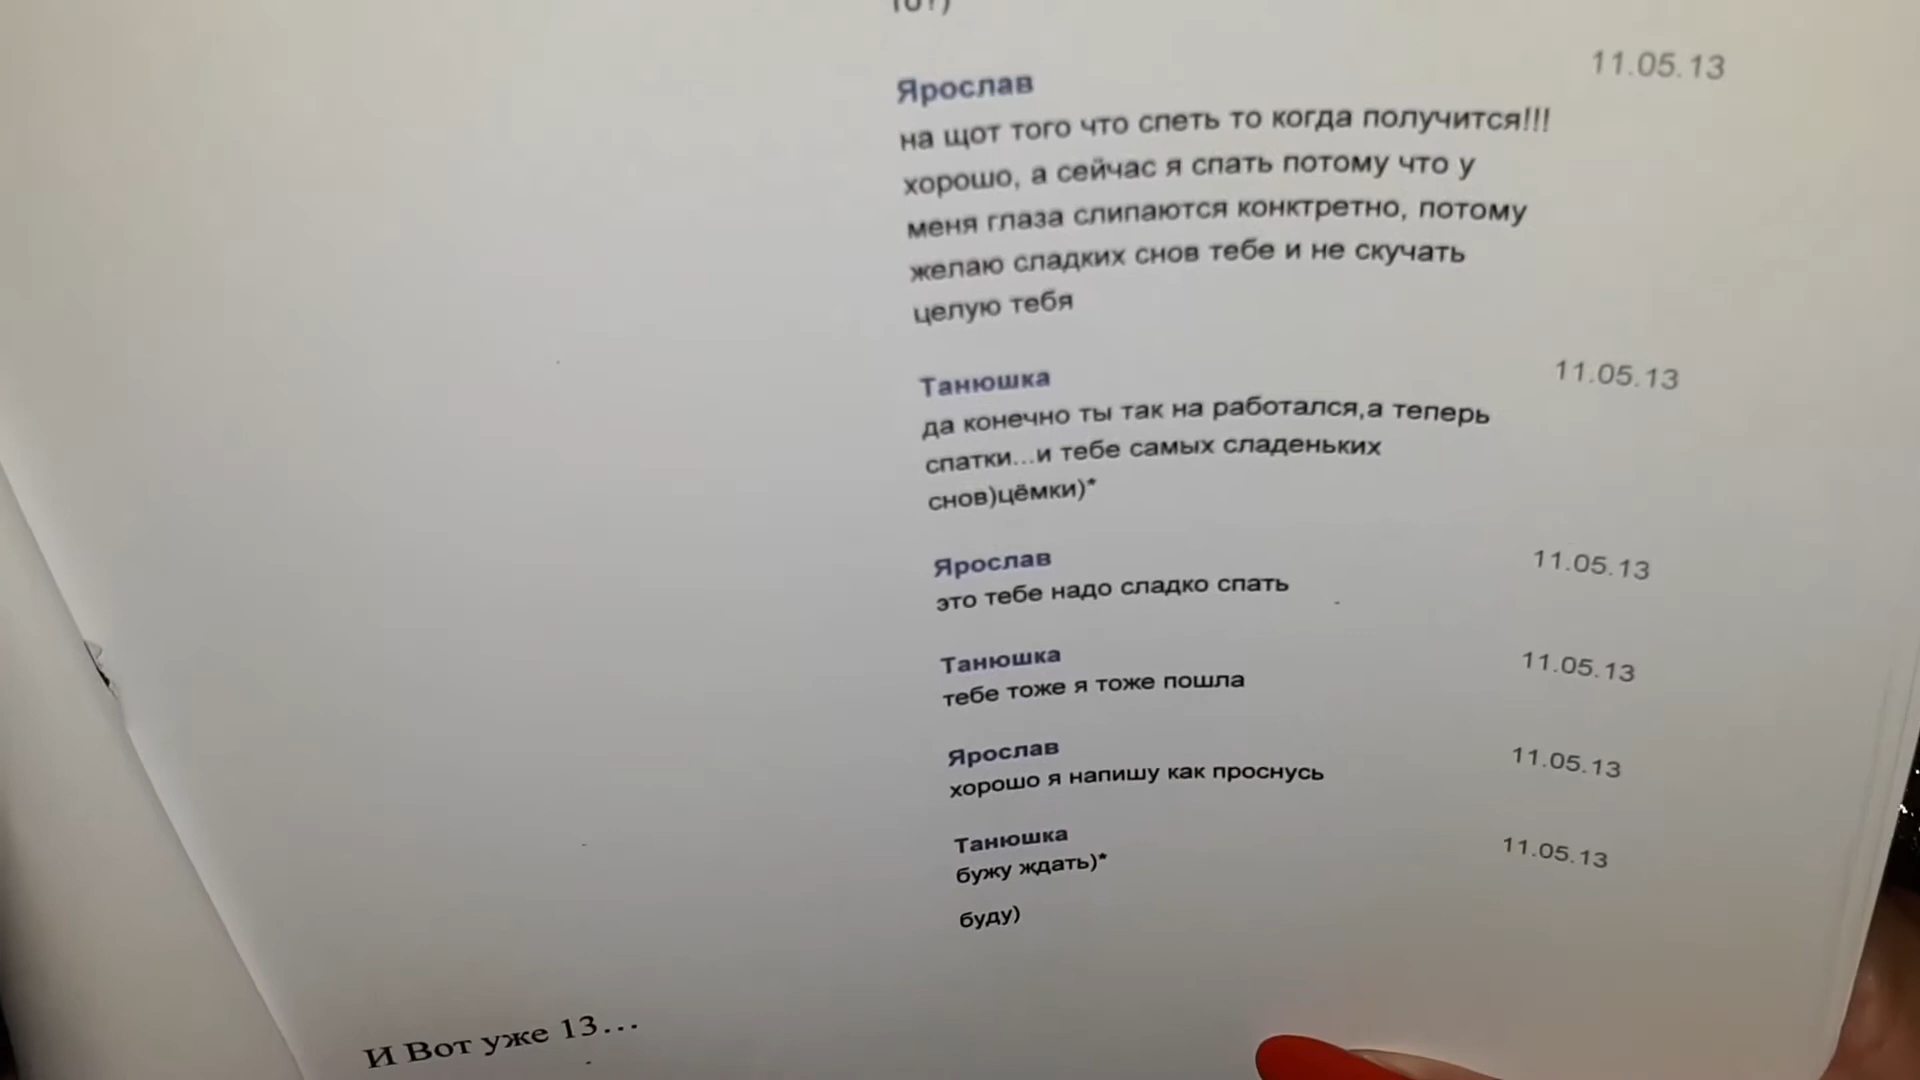 Ярослав 11.05.13
на щот того что спеть то когда получится!!!
хорошо, а сейчас я спать потому что у
меня глаза слипаются конктретно, потому
желаю сладких снов тебе и не скучать
целую тебя
Танюшка 11.05.13
да конечно ты так на работался,а теперь
спатки...и тебе самых сладеньких
снов)цёмки)*
Ярослав 11.05.13
это тебе надо сладко спать
Танюшка 11.05.13
тебе тоже я тоже пошла
Ярослав 11.05.13
хорошо я напишу как проснусь
Танюшка 11.05.13
бужу ждать)*
буду)
И Вот уже 13...